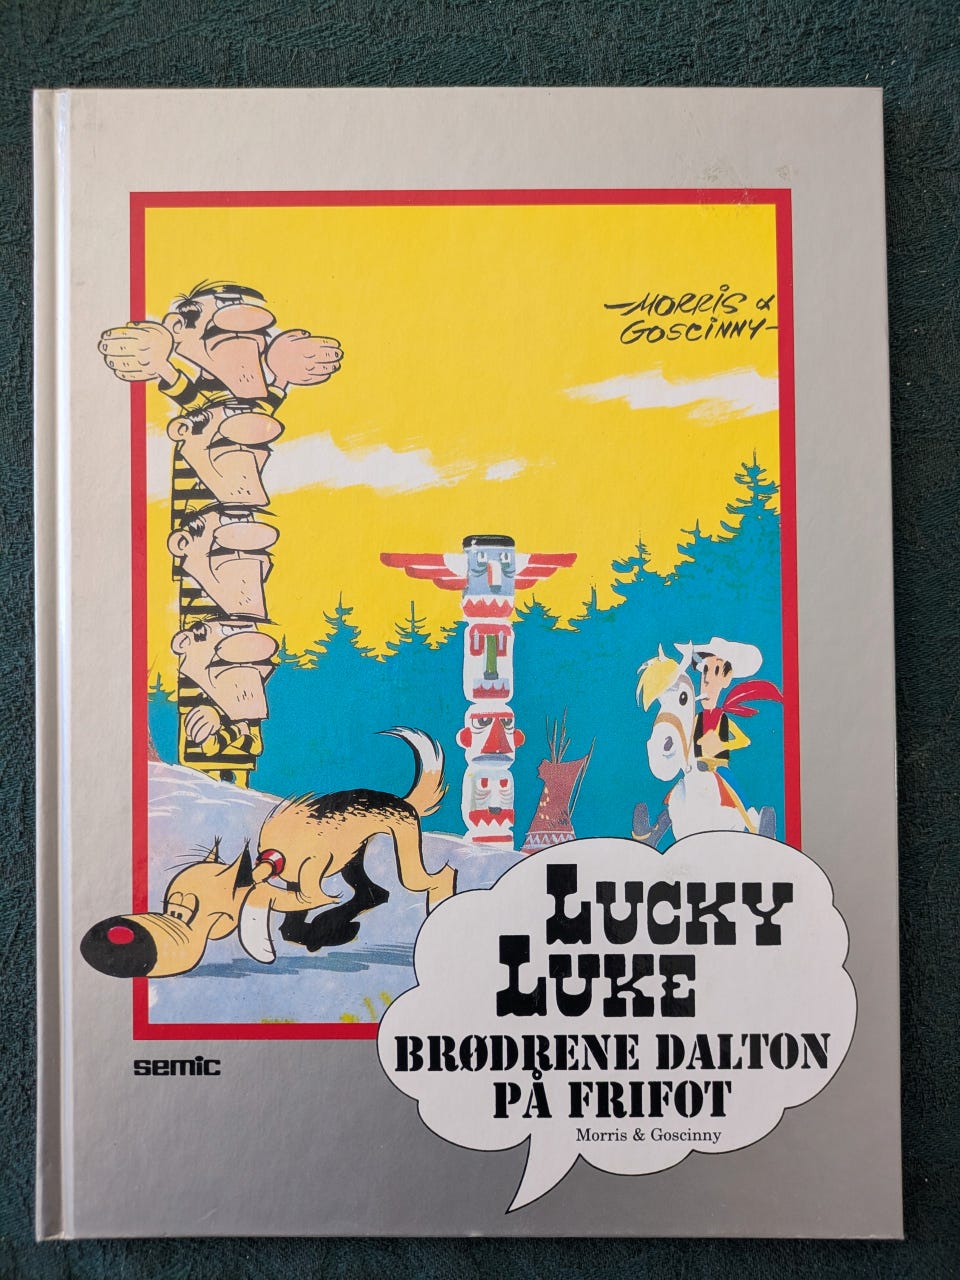 -MORRIS &
GOSCINNY-
LUCKY
LUKE
BRØDRENE DALTON
PÅ FRIFOT
Morris & Goscinny
semic